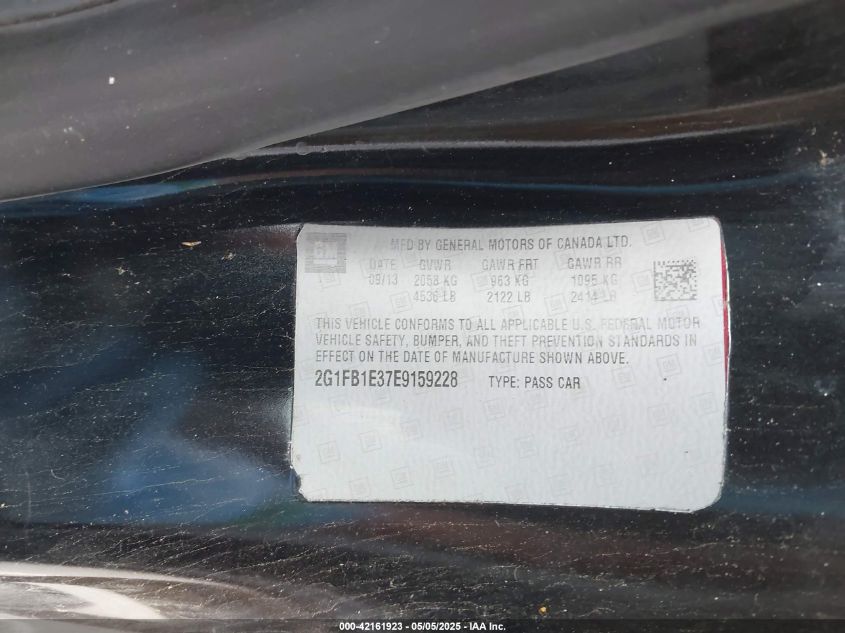 MFD BY GENERAL MOTORS OF CANADA LTD.
DATE GVWR GAWR FRT GAWR RR
09/13 2058 KG 963 KG 1095 KG
4536 LB 2122 LB 2414 LB
THIS VEHICLE CONFORMS TO ALL APPLICABLE U.S. FEDERAL MOTOR
VEHICLE SAFETY, BUMPER, AND THEFT PREVENTION STANDARDS IN
EFFECT ON THE DATE OF MANUFACTURE SHOWN ABOVE.
2G1FB1E37E9159228 TYPE: PASS CAR
000-42161923 - 05/05/2025 - IAA Inc.